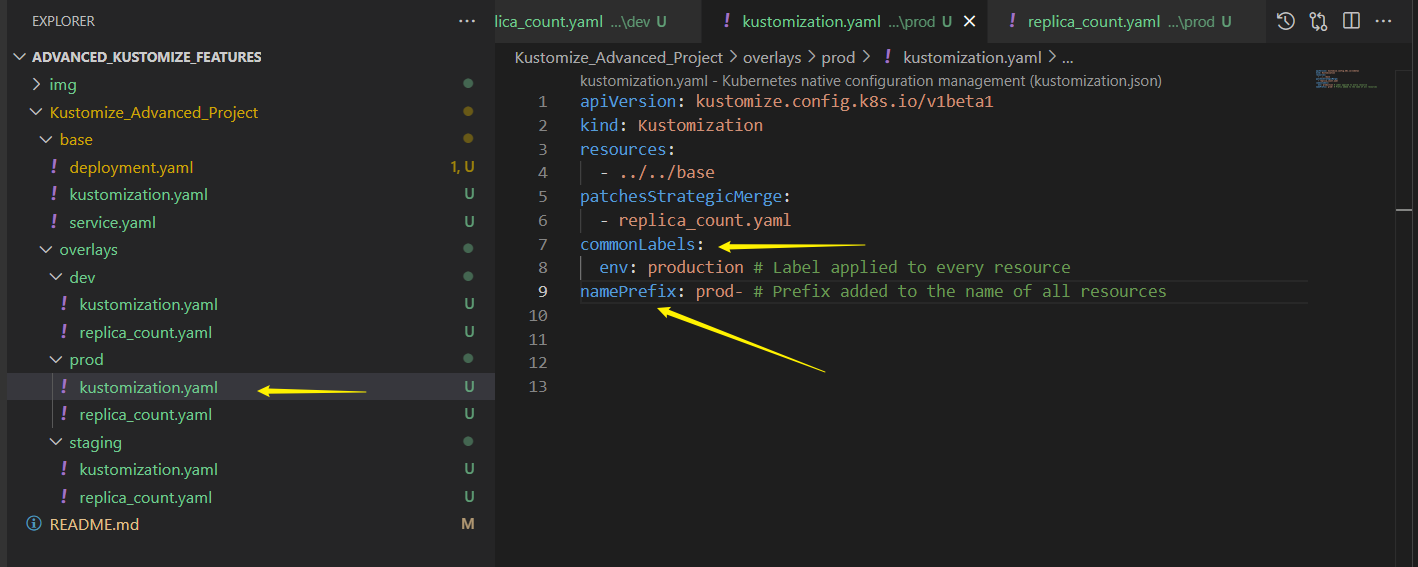 EXPLORER
ADVANCED_KUSTOMIZE_FEATURES
img
Kustomize_Advanced_Project
base
deployment.yaml 1, U
kustomization.yaml U
service.yaml U
overlays
dev
kustomization.yaml U
replica_count.yaml U
prod
kustomization.yaml U
replica_count.yaml U
staging
kustomization.yaml U
replica_count.yaml U
README.md M
plica_count.yaml ...\dev U
kustomization.yaml ...\prod U
replica_count.yaml ...\prod U
Kustomize_Advanced_Project > overlays > prod > ! kustomization.yaml > ...
kustomization.yaml - Kubernetes native configuration management (kustomization.json)
1 apiVersion: kustomize.config.k8s.io/v1beta1
2 kind: Kustomization
3 resources:
4 - ../../base
5 patchesStrategicMerge:
6 - replica_count.yaml
7 commonLabels:
8 env: production # Label applied to every resource
9 namePrefix: prod- # Prefix added to the name of all resources
10
11
12
13